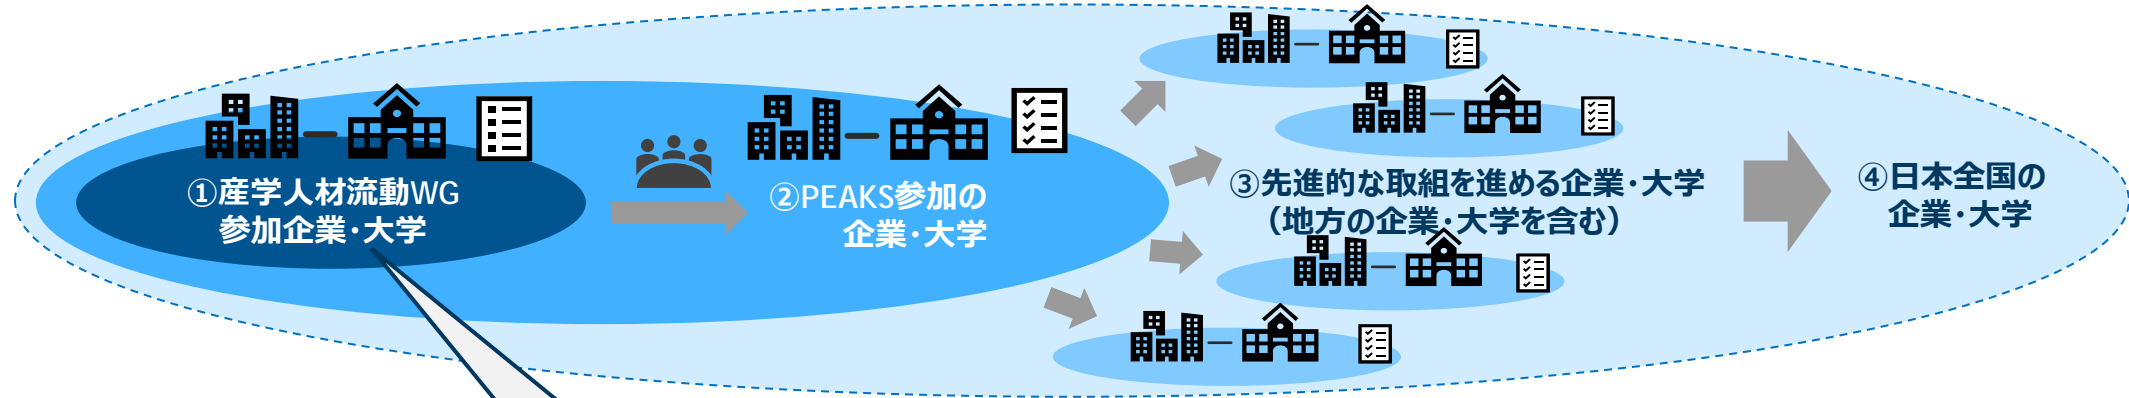 ①産学人材流動WG
参加企業・大学
②PEAKS参加の
企業・大学
③先進的な取組を進める企業・大学
（地方の企業・大学を含む）
④日本全国の
企業・大学